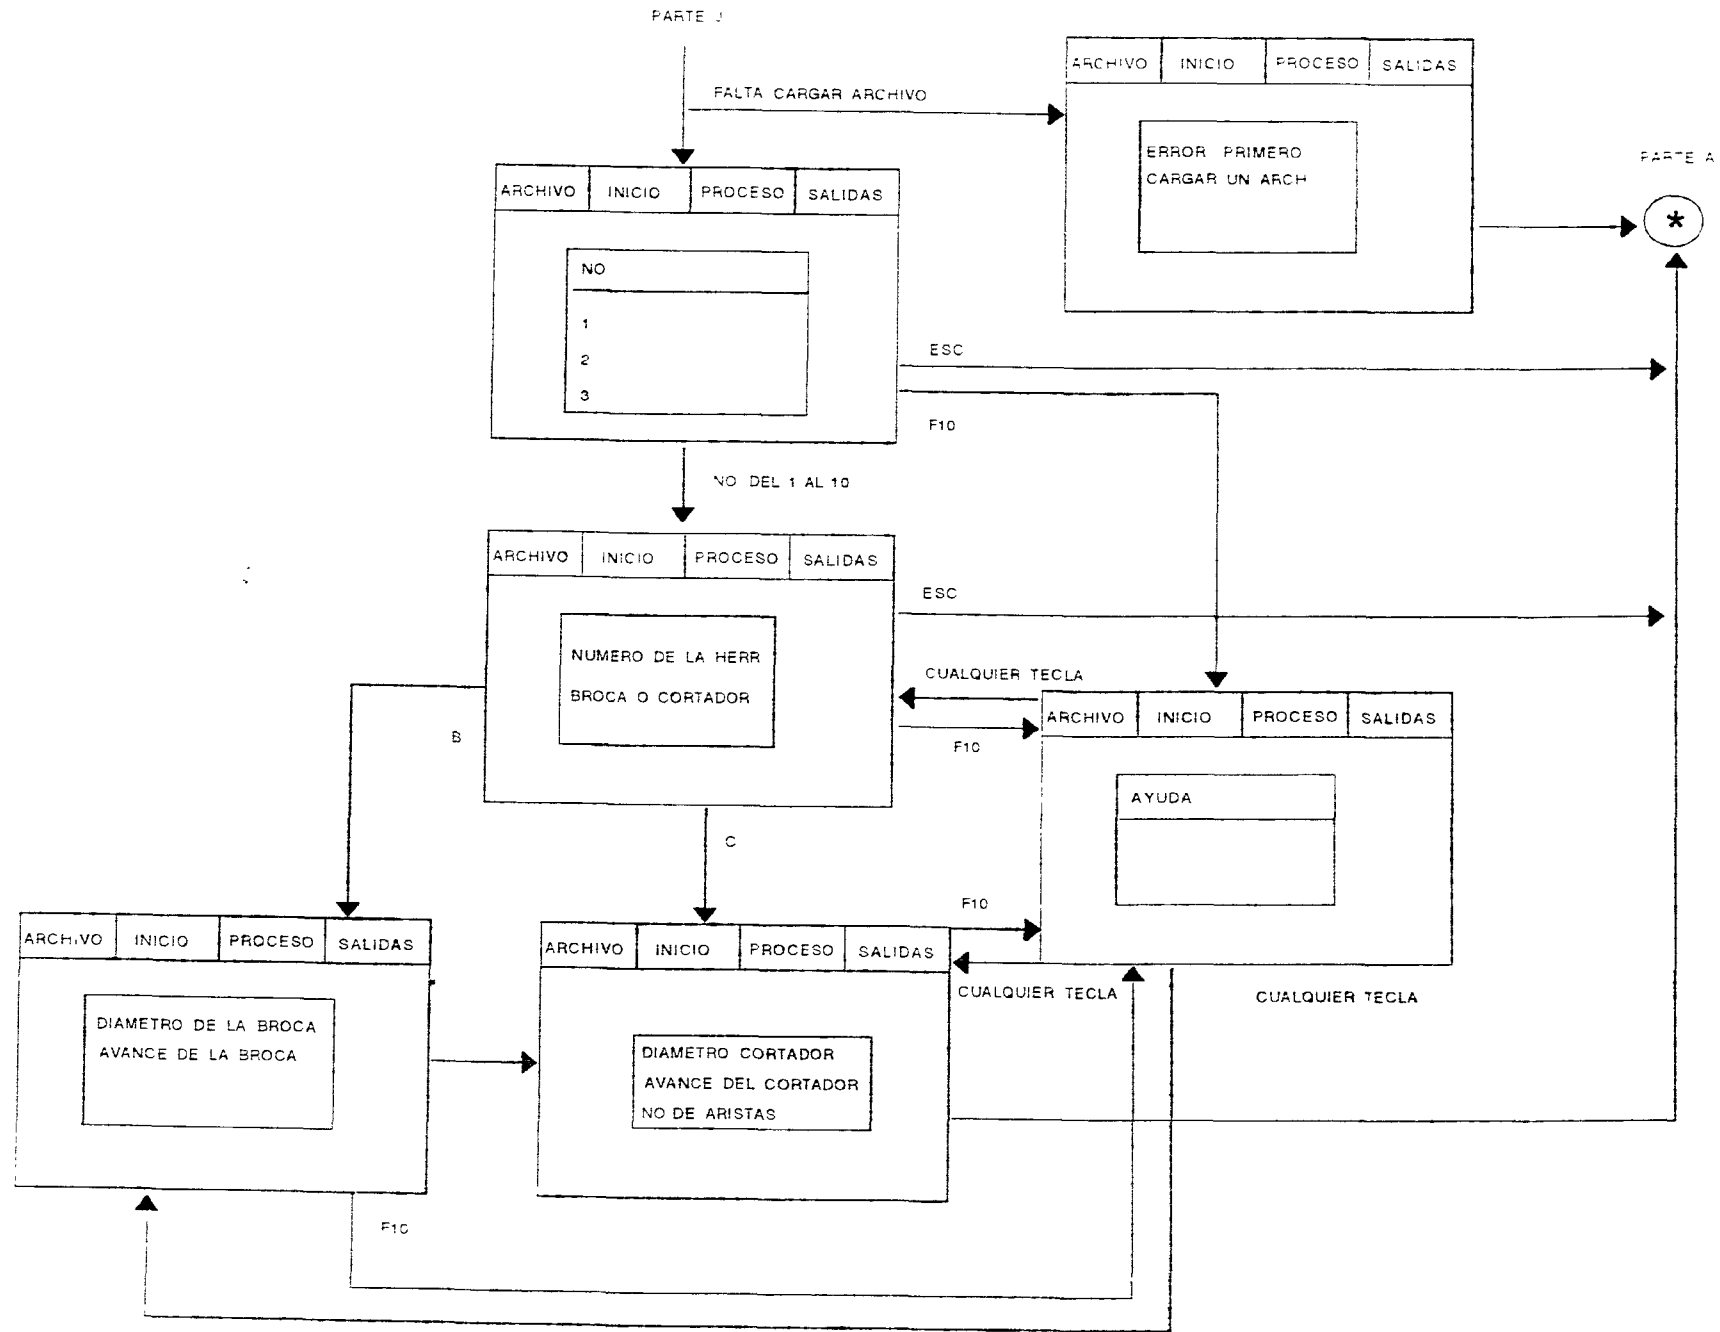 PARTE J
ARCHIVO INICIO PROCESO SALIDAS
FALTA CARGAR ARCHIVO
ERROR PRIMERO
CARGAR UN ARCH
PARTE A
*
ARCHIVO INICIO PROCESO SALIDAS
NO
1
2
3
ESC
F10
NO DEL 1 AL 10
ARCHIVO INICIO PROCESO SALIDAS
ESC
NUMERO DE LA HERR
BROCA O CORTADOR
CUALQUIER TECLA
F10
B
ARCHIVO INICIO PROCESO SALIDAS
AYUDA
C
F10
CUALQUIER TECLA
CUALQUIER TECLA
ARCHIVO INICIO PROCESO SALIDAS
DIAMETRO DE LA BROCA
AVANCE DE LA BROCA
ARCHIVO INICIO PROCESO SALIDAS
DIAMETRO CORTADOR
AVANCE DEL CORTADOR
NO DE ARISTAS
F10